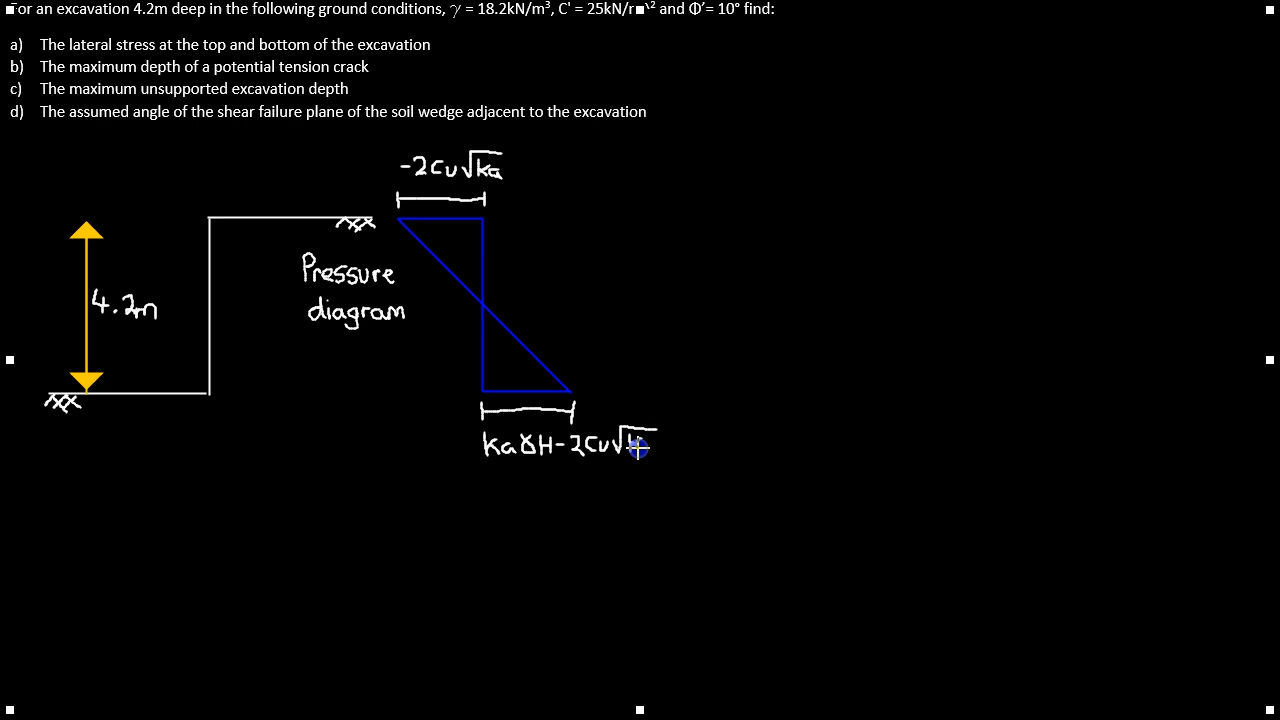 For an excavation 4.2m deep in the following ground conditions, γ = 18.2kN/m³, C' = 25kN/m^2 and Φ'= 10° find:
a) The lateral stress at the top and bottom of the excavation
b) The maximum depth of a potential tension crack
c) The maximum unsupported excavation depth
d) The assumed angle of the shear failure plane of the soil wedge adjacent to the excavation
-2Cu√ka
Pressure
diagram
4.2m
kaγH-2Cu√k